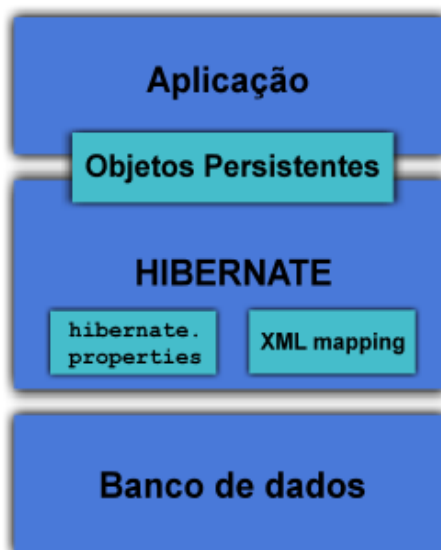 Aplicação
Objetos Persistentes
HIBERNATE
hibernate.
properties
XML mapping
Banco de dados